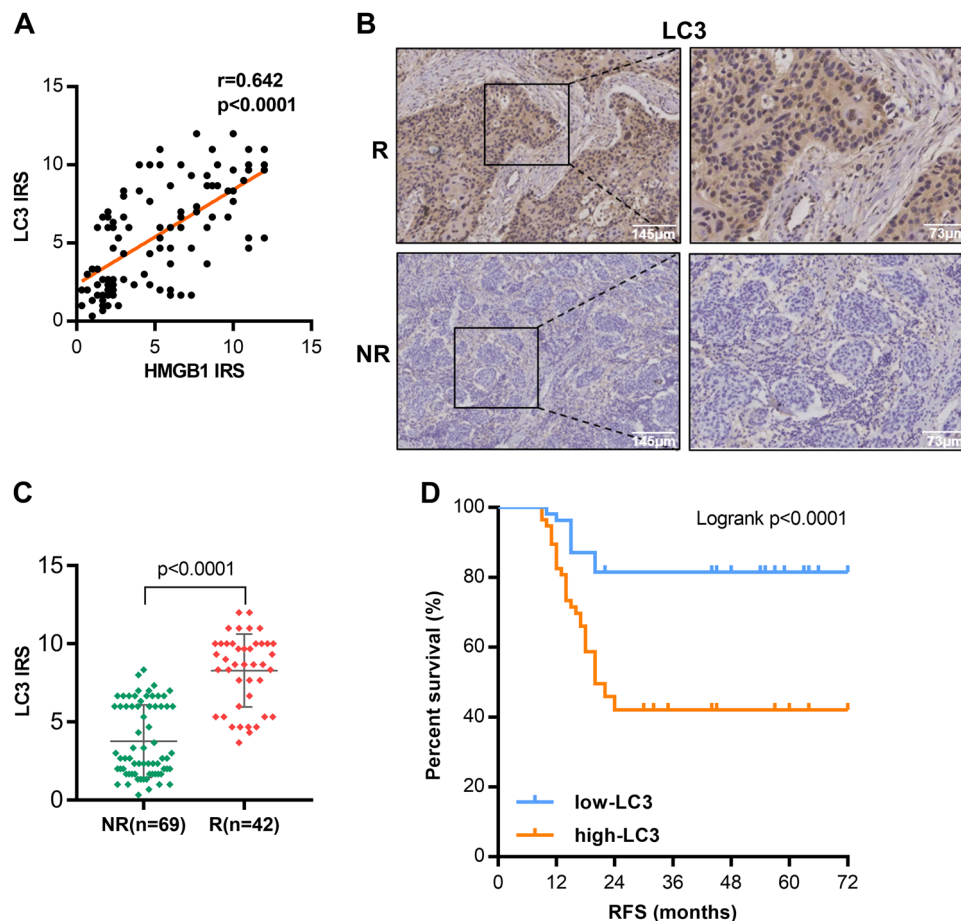 A
r=0.642
p<0.0001
15
10
5
0
LC3 IRS
0 5 10 15
HMGB1 IRS
B
LC3
R
145µm
73µm
NR
145µm
73µm
C
p<0.0001
15
10
5
0
LC3 IRS
NR(n=69) R(n=42)
D
Logrank p<0.0001
100
80
60
40
20
0
Percent survival (%)
low-LC3
high-LC3
0 12 24 36 48 60 72
RFS (months)